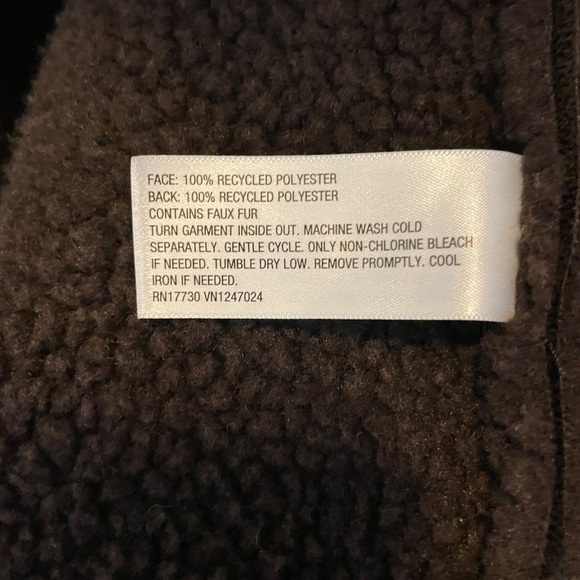 FACE: 100% RECYCLED POLYESTER
BACK: 100% RECYCLED POLYESTER
CONTAINS FAUX FUR
TURN GARMENT INSIDE OUT. MACHINE WASH COLD
SEPARATELY. GENTLE CYCLE. ONLY NON-CHLORINE BLEACH
IF NEEDED. TUMBLE DRY LOW. REMOVE PROMPTLY. COOL
IRON IF NEEDED.
RN17730 VN1247024